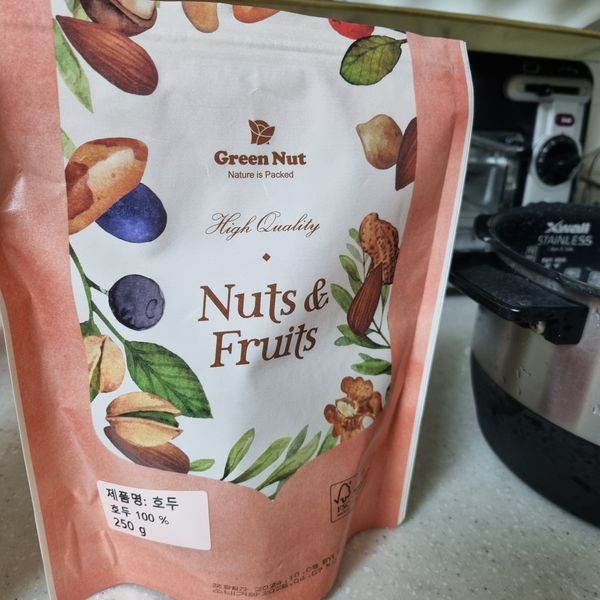 Green Nut
Nature is Packed
High Quality
Nuts &
Fruits
제품명: 호두
호두 100 %
250 g
FSC
Xwell
STAINLESS